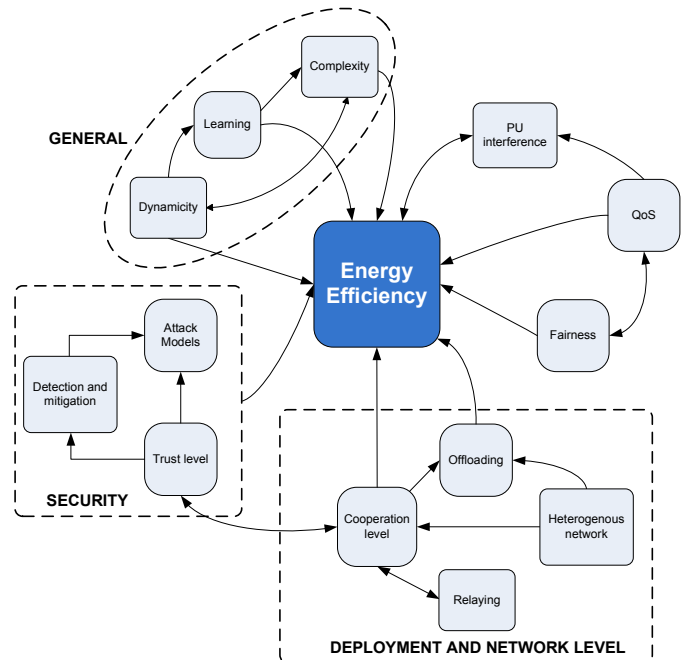 Complexity
Learning
GENERAL
Dynamicity
PU
interference
QoS
Energy
Efficiency
Fairness
Attack
Models
Detection and
mitigation
Trust level
SECURITY
Offloading
Cooperation
level
Heterogenous
network
Relaying
DEPLOYMENT AND NETWORK LEVEL